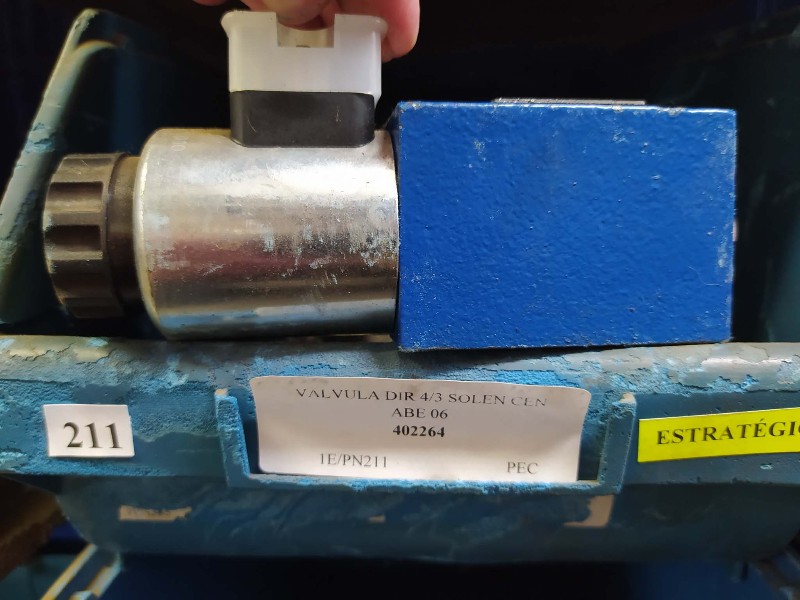 VALVULA DIR 4/3 SOLEN CEN
ABE 06
402264
1E/PN211 PEC
211
ESTRATÉGIC